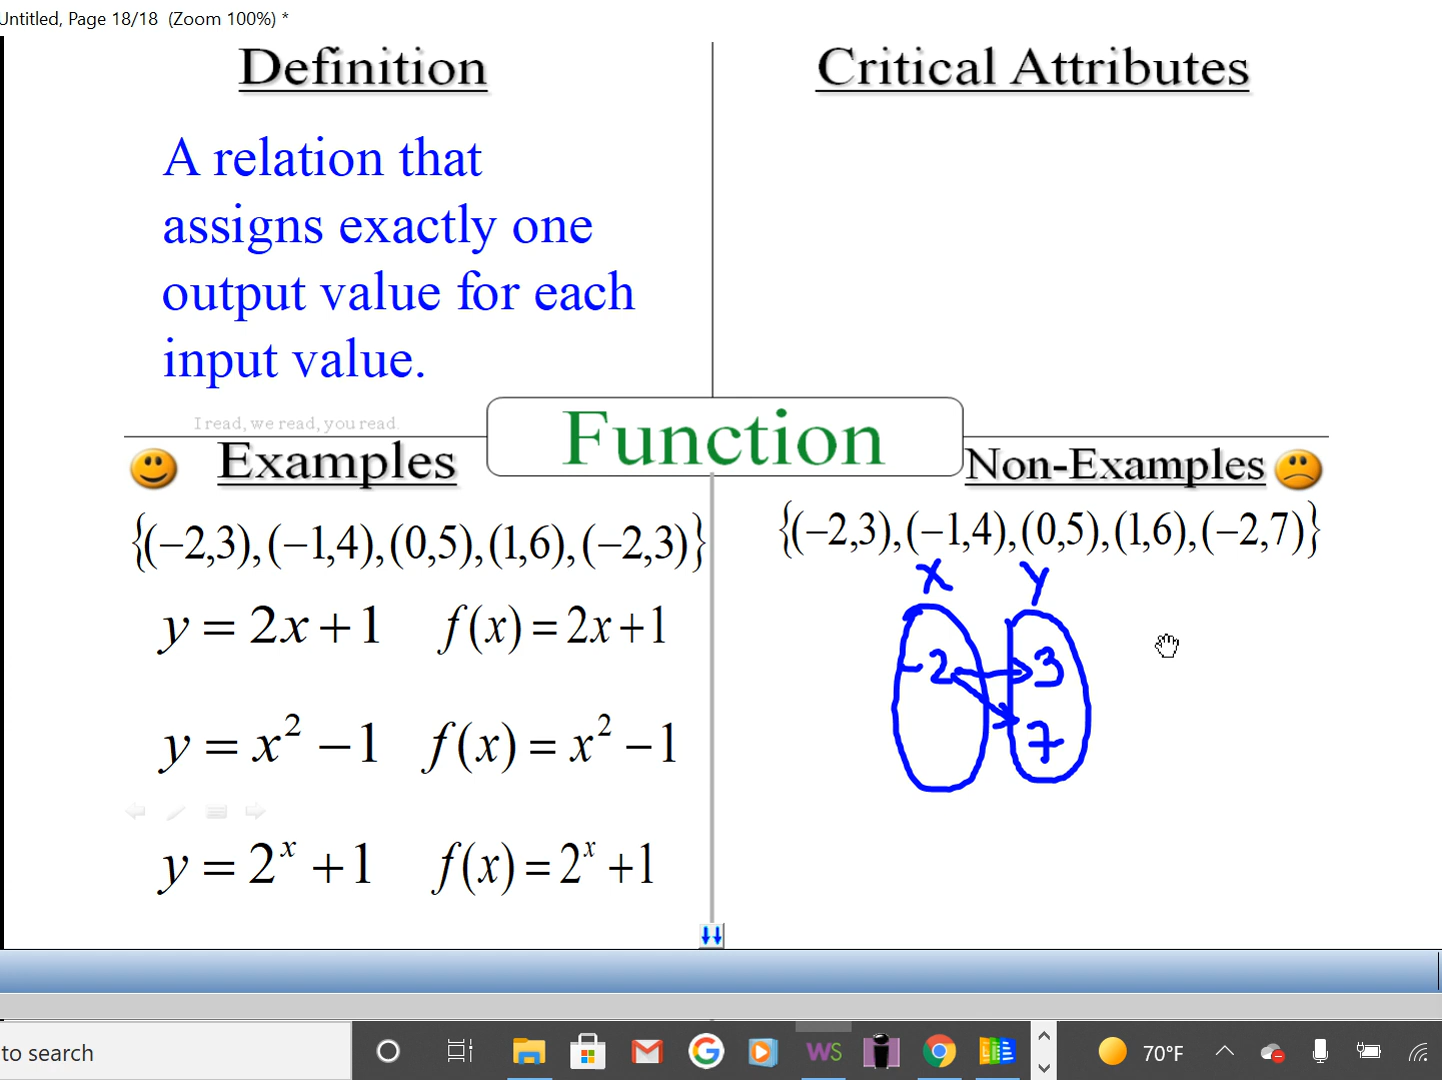 Untitled, Page 18/18 (Zoom 100%) *
Definition
A relation that
assigns exactly one
output value for each
input value.
I read, we read, you read.
Critical Attributes
Function
Examples
{(−2,3),(−1,4),(0,5),(1,6),(−2,3)}
y = 2x+1 f(x)=2x+1
y = x² −1 f(x) = x² −1
y = 2ˣ +1 f(x)=2ˣ +1
Non-Examples
{(−2,3),(−1,4),(0,5),(1,6),(−2,7)}
x y
-2 3
7
to search
WS
70°F